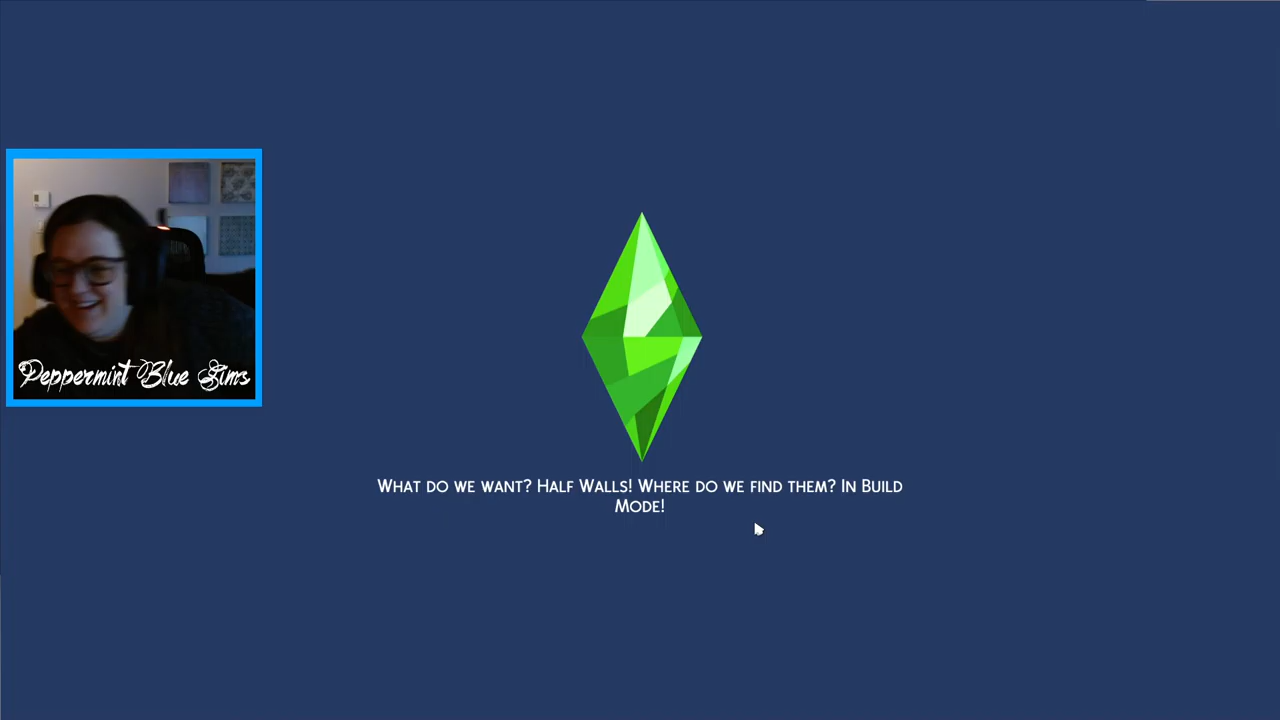 Peppermint Blue Sims
What do we want? Half Walls! Where do we find them? In Build
Mode!